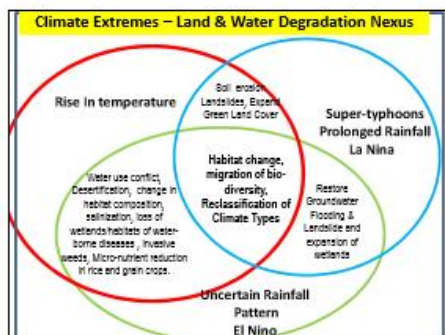 Climate Extremes – Land & Water Degradation Nexus
Soil erosion
Landslides, Expand
Green Land Cover
Rise In temperature
Super-typhoons
Prolonged Rainfall
La Nina
Habitat change,
migration of bio-
diversity,
Reclassification of
Climate Types
Water use conflict,
Desertification, change in
habitat composition,
salinization, loss of
wetlands/habitats of water-
borne diseases, Invasive
weeds, Micro-nutrient reduction
in rice and grain crops.
Restore
Groundwater
Flooding &
Landslide and
expansion of
wetlands
Uncertain Rainfall
Pattern
El Nino